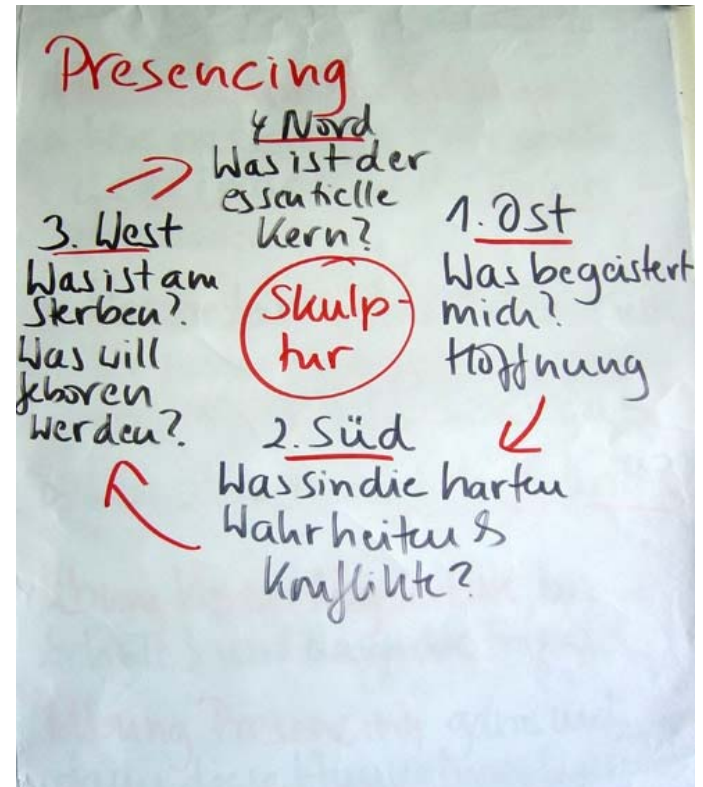 Presencing
4 Nord
Was ist der
essentielle
Kern?
1. Ost
Was begeistert
mich?
Hoffnung
2. Süd
Was sin die harten
Wahrheiten &
Konflikte?
3. West
Was ist am
Sterben?
Was will
geboren
werden?
Skulp-
tur